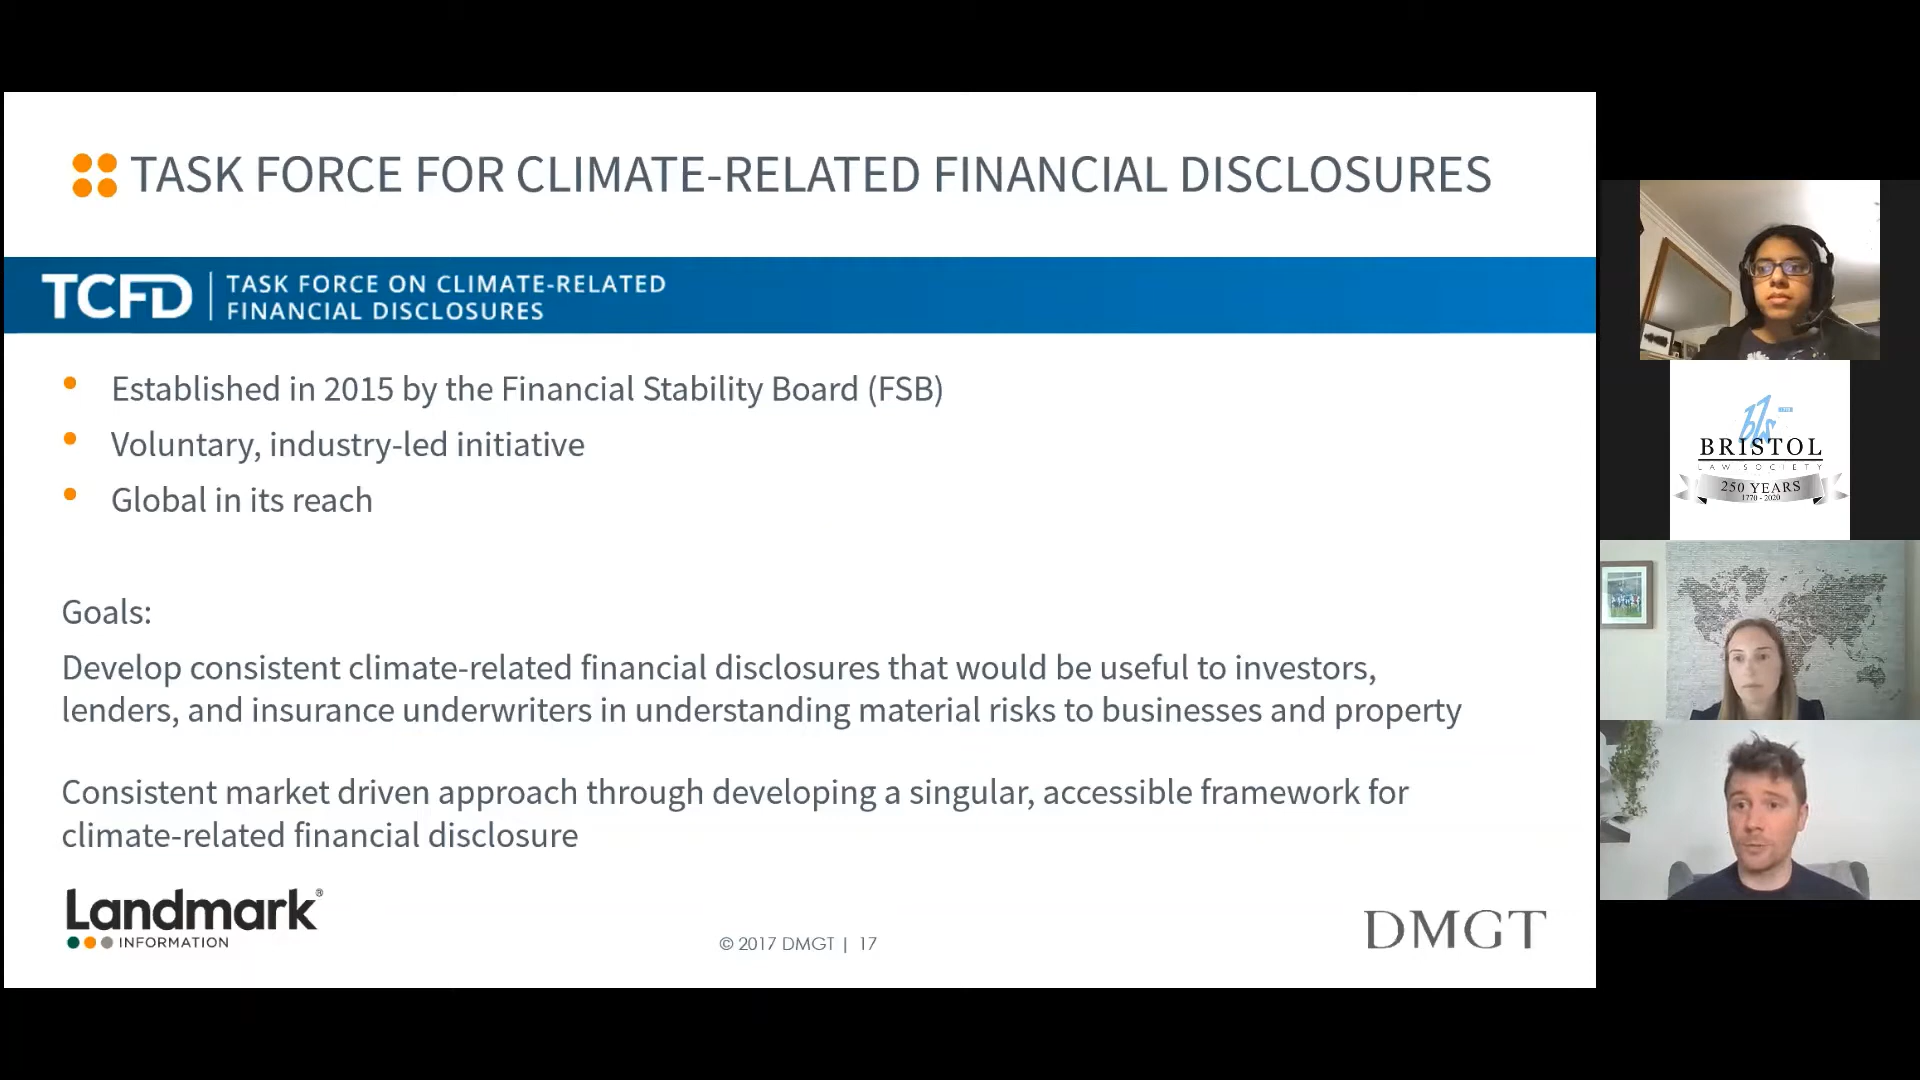 TASK FORCE FOR CLIMATE-RELATED FINANCIAL DISCLOSURES
TCFD
TASK FORCE ON CLIMATE-RELATED
FINANCIAL DISCLOSURES
• Established in 2015 by the Financial Stability Board (FSB)
• Voluntary, industry-led initiative
• Global in its reach
Goals:
Develop consistent climate-related financial disclosures that would be useful to investors,
lenders, and insurance underwriters in understanding material risks to businesses and property
Consistent market driven approach through developing a singular, accessible framework for
climate-related financial disclosure
Landmark®
INFORMATION
© 2017 DMGT | 17
DMGT
bls
BRISTOL
LAW SOCIETY
250 YEARS
1770 - 2020